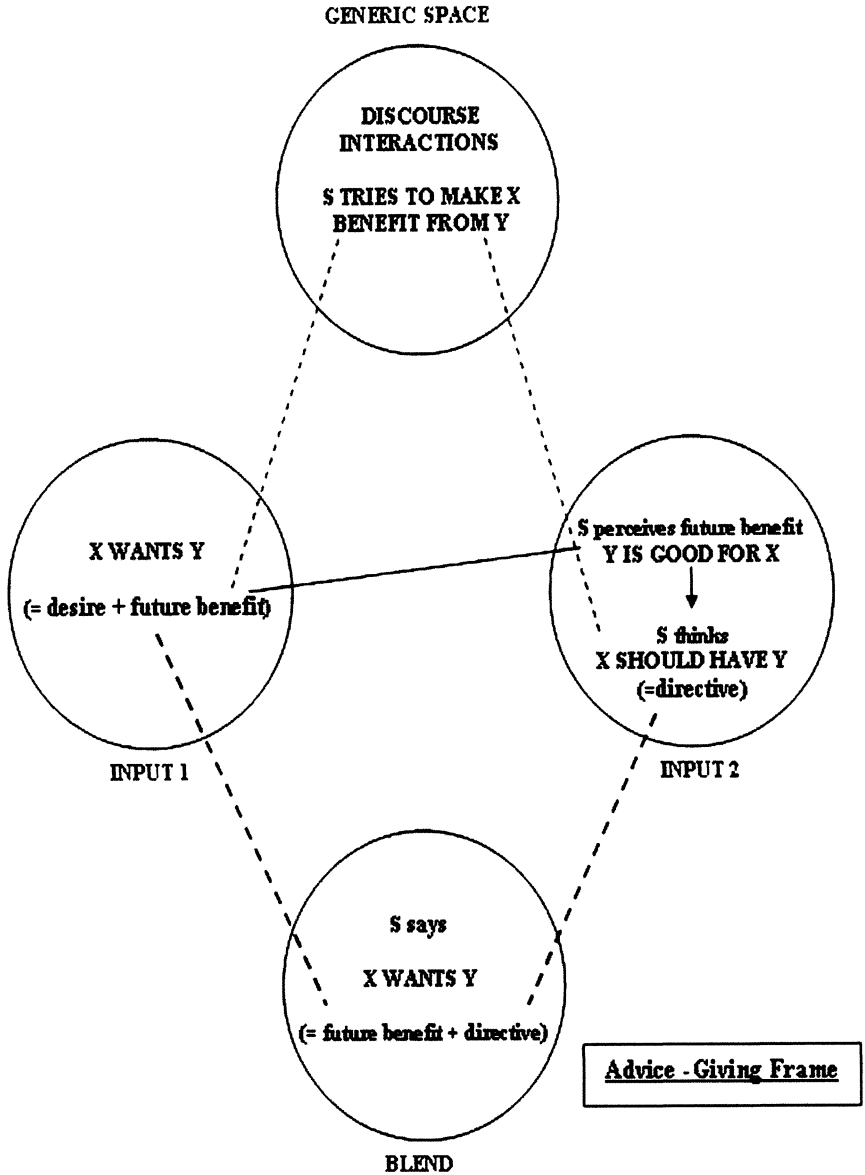 GENERIC SPACE
DISCOURSE
INTERACTIONS
S TRIES TO MAKE X
BENEFIT FROM Y
X WANTS Y
(= desire + future benefit)
INPUT 1
S perceives future benefit
Y IS GOOD FOR X
S thinks
X SHOULD HAVE Y
(=directive)
INPUT 2
S says
X WANTS Y
(= future benefit + directive)
BLEND
Advice - Giving Frame